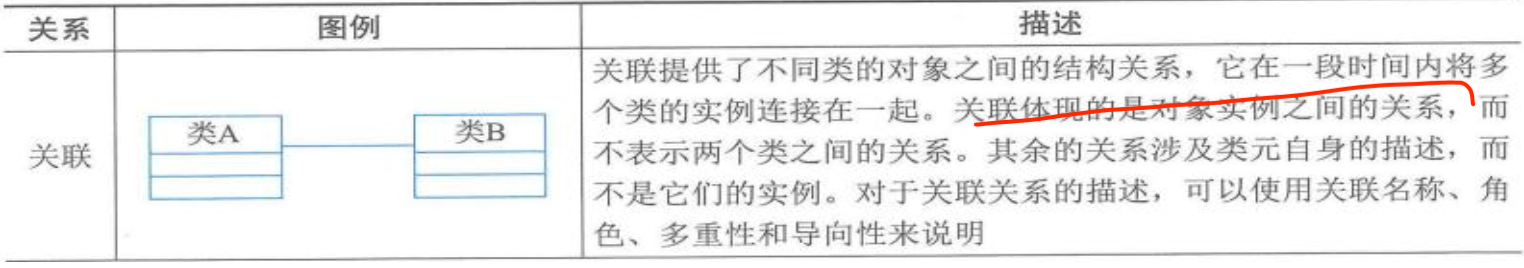 关系 图例 描述
关联提供了不同类的对象之间的结构关系，它在一段时间内将多
个类的实例连接在一起。关联体现的是对象实例之间的关系，而
关联 类A 类B 不表示两个类之间的关系。其余的关系涉及类元自身的描述，而
不是它们的实例。对于关联关系的描述，可以使用关联名称、角
色、多重性和导向性来说明